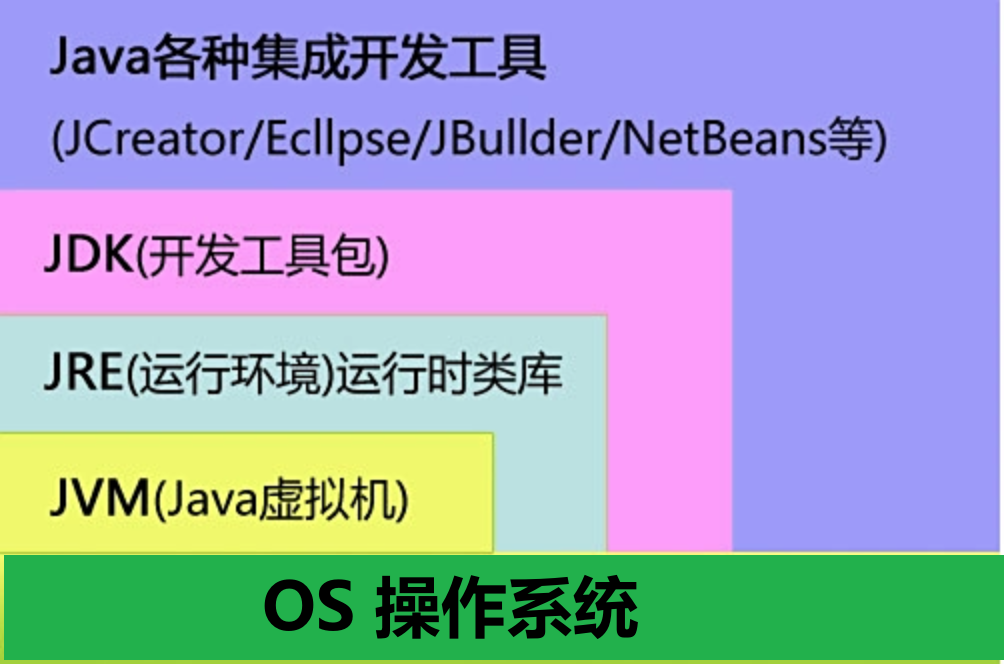 Java各种集成开发工具
(JCreator/Ecllpse/JBullder/NetBeans等)
JDK(开发工具包)
JRE(运行环境)运行时类库
JVM(Java虚拟机)
OS 操作系统